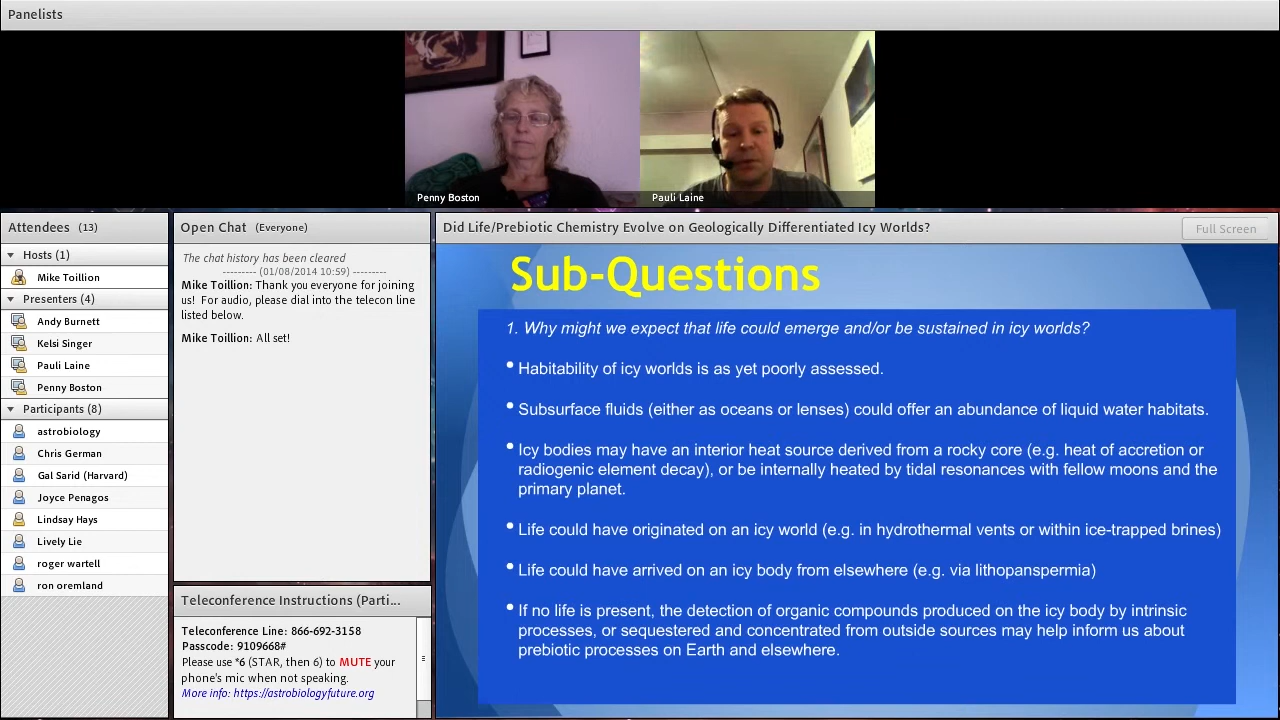 Panelists
Penny Boston
Pauli Laine
Attendees (13)
Hosts (1)
Mike Toillion
Presenters (4)
Andy Burnett
Kelsi Singer
Pauli Laine
Penny Boston
Participants (8)
astrobiology
Chris German
Gal Sarid (Harvard)
Joyce Penagos
Lindsay Hays
Lively Lie
roger wartell
ron oremland
Open Chat (Everyone)
The chat history has been cleared
--------- (01/08/2014 10:59) ---------
Mike Toillion: Thank you everyone for joining
us! For audio, please dial into the telecon line
listed below.
Mike Toillion: All set!
Teleconference Instructions (Parti...
Teleconference Line: 866-692-3158
Passcode: 9109668#
Please use *6 (STAR, then 6) to MUTE your
phone's mic when not speaking.
More info: https://astrobiologyfuture.org
Did Life/Prebiotic Chemistry Evolve on Geologically Differentiated Icy Worlds?
Full Screen
Sub-Questions
1. Why might we expect that life could emerge and/or be sustained in icy worlds?
• Habitability of icy worlds is as yet poorly assessed.
• Subsurface fluids (either as oceans or lenses) could offer an abundance of liquid water habitats.
• Icy bodies may have an interior heat source derived from a rocky core (e.g. heat of accretion or
radiogenic element decay), or be internally heated by tidal resonances with fellow moons and the
primary planet.
• Life could have originated on an icy world (e.g. in hydrothermal vents or within ice-trapped brines)
• Life could have arrived on an icy body from elsewhere (e.g. via lithopanspermia)
• If no life is present, the detection of organic compounds produced on the icy body by intrinsic
processes, or sequestered and concentrated from outside sources may help inform us about
prebiotic processes on Earth and elsewhere.